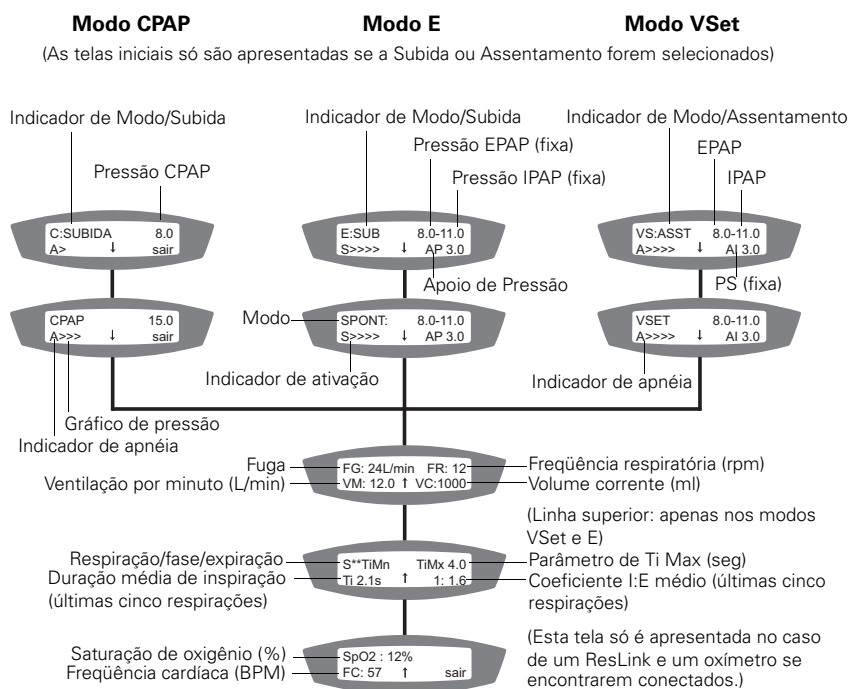 Modo CPAP Modo E Modo VSet
(As telas iniciais só são apresentadas se a Subida ou Assentamento forem selecionados)
Indicador de Modo/Subida
Pressão CPAP
C:SUBIDA 8.0
A> ↓ sair
CPAP 15.0
A>>> ↓ sair
Gráfico de pressão
Indicador de apnéia
Indicador de Modo/Subida
Pressão EPAP (fixa)
Pressão IPAP (fixa)
E:SUB 8.0-11.0
S>>>> ↓ AP 3.0
Apoio de Pressão
Modo
SPONT: 8.0-11.0
S>>>> ↓ AP 3.0
Indicador de ativação
Indicador de Modo/Assentamento
EPAP
IPAP
VS:ASST 8.0-11.0
A>>>> ↓ AI 3.0
PS (fixa)
VSET 8.0-11.0
A>>>> ↓ AI 3.0
Indicador de apnéia
Fuga
Ventilação por minuto (L/min)
FG: 24L/min FR: 12
VM: 12.0 ↑ VC:1000
Freqüência respiratória (rpm)
Volume corrente (ml)
(Linha superior: apenas nos modos
VSet e E)
Respiração/fase/expiração
Duração média de inspiração
(últimas cinco respirações)
S**TiMn TiMx 4.0
Ti 2.1s ↑ 1: 1.6
Parâmetro de Ti Max (seg)
Coeficiente I:E médio (últimas cinco
respirações)
Saturação de oxigênio (%)
Freqüência cardíaca (BPM)
SpO2 : 12%
FC: 57 ↑ sair
(Esta tela só é apresentada no caso
de um ResLink e um oxímetro se
encontrarem conectados.)